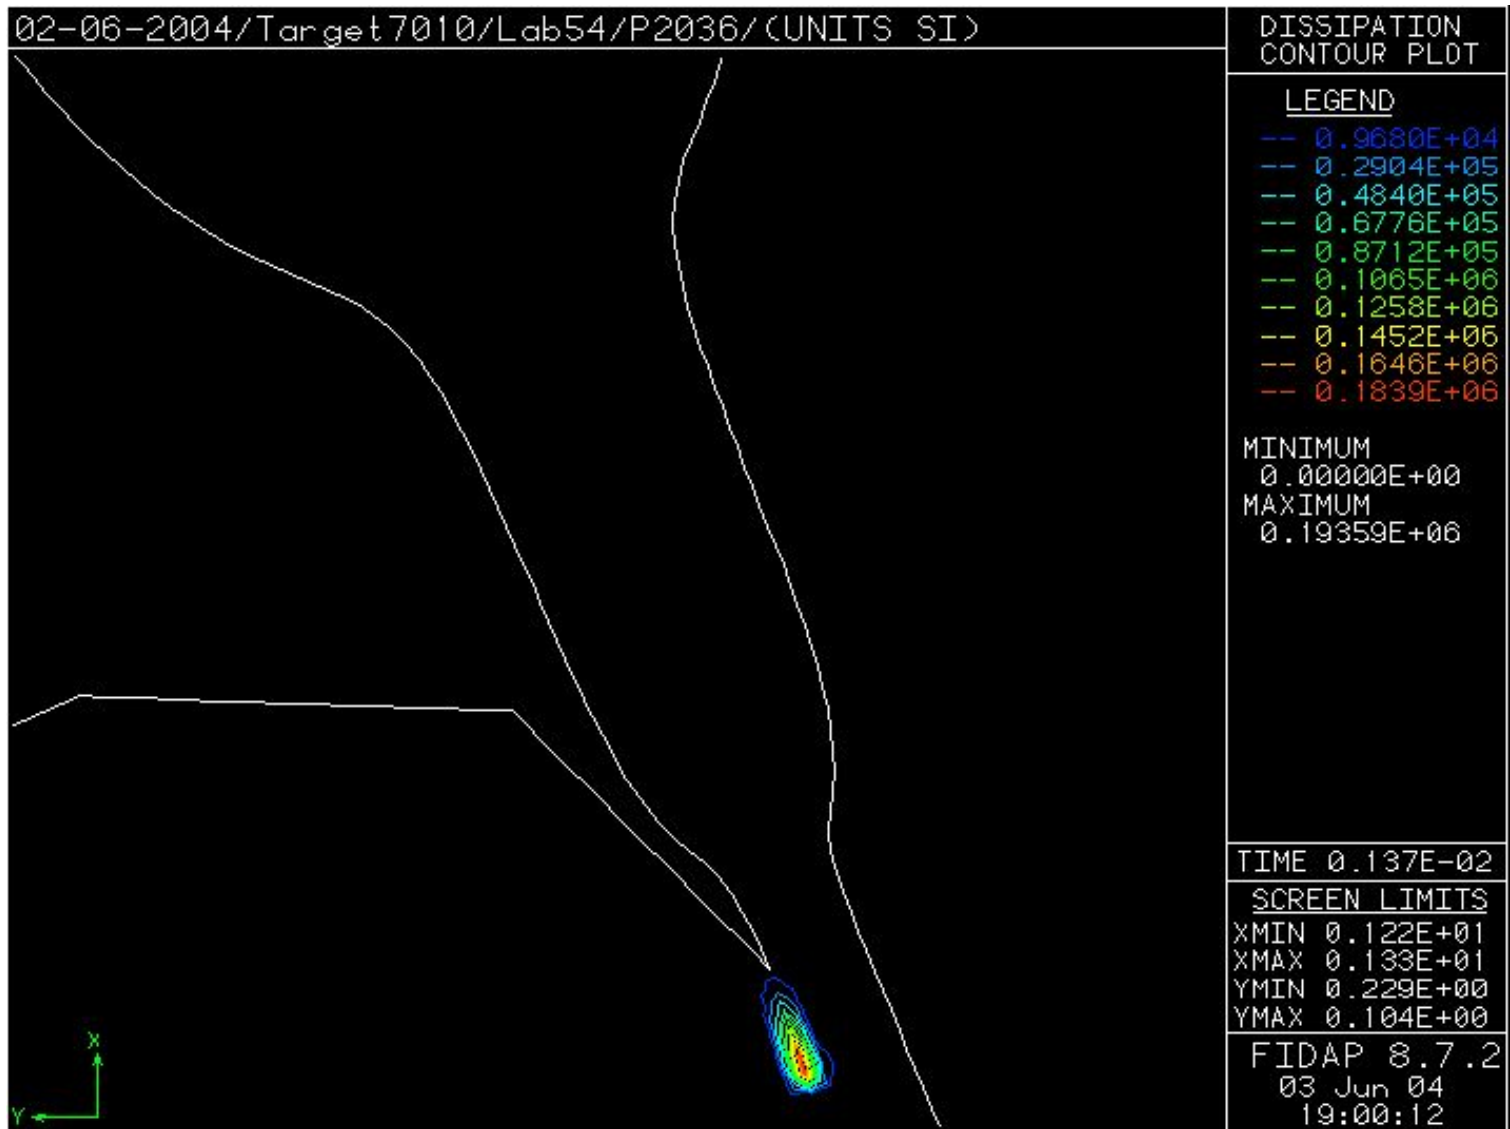 02-06-2004/Target7010/Lab54/P2036/(UNITS SI)
DISSIPATION
CONTOUR PLOT
LEGEND
-- 0.9680E+04
-- 0.2904E+05
-- 0.4840E+05
-- 0.6776E+05
-- 0.8712E+05
-- 0.1065E+06
-- 0.1258E+06
-- 0.1452E+06
-- 0.1646E+06
-- 0.1839E+06
MINIMUM
0.00000E+00
MAXIMUM
0.19359E+06
TIME 0.137E-02
SCREEN LIMITS
XMIN 0.122E+01
XMAX 0.133E+01
YMIN 0.229E+00
YMAX 0.104E+00
FIDAP 8.7.2
03 Jun 04
19:00:12
X
Y